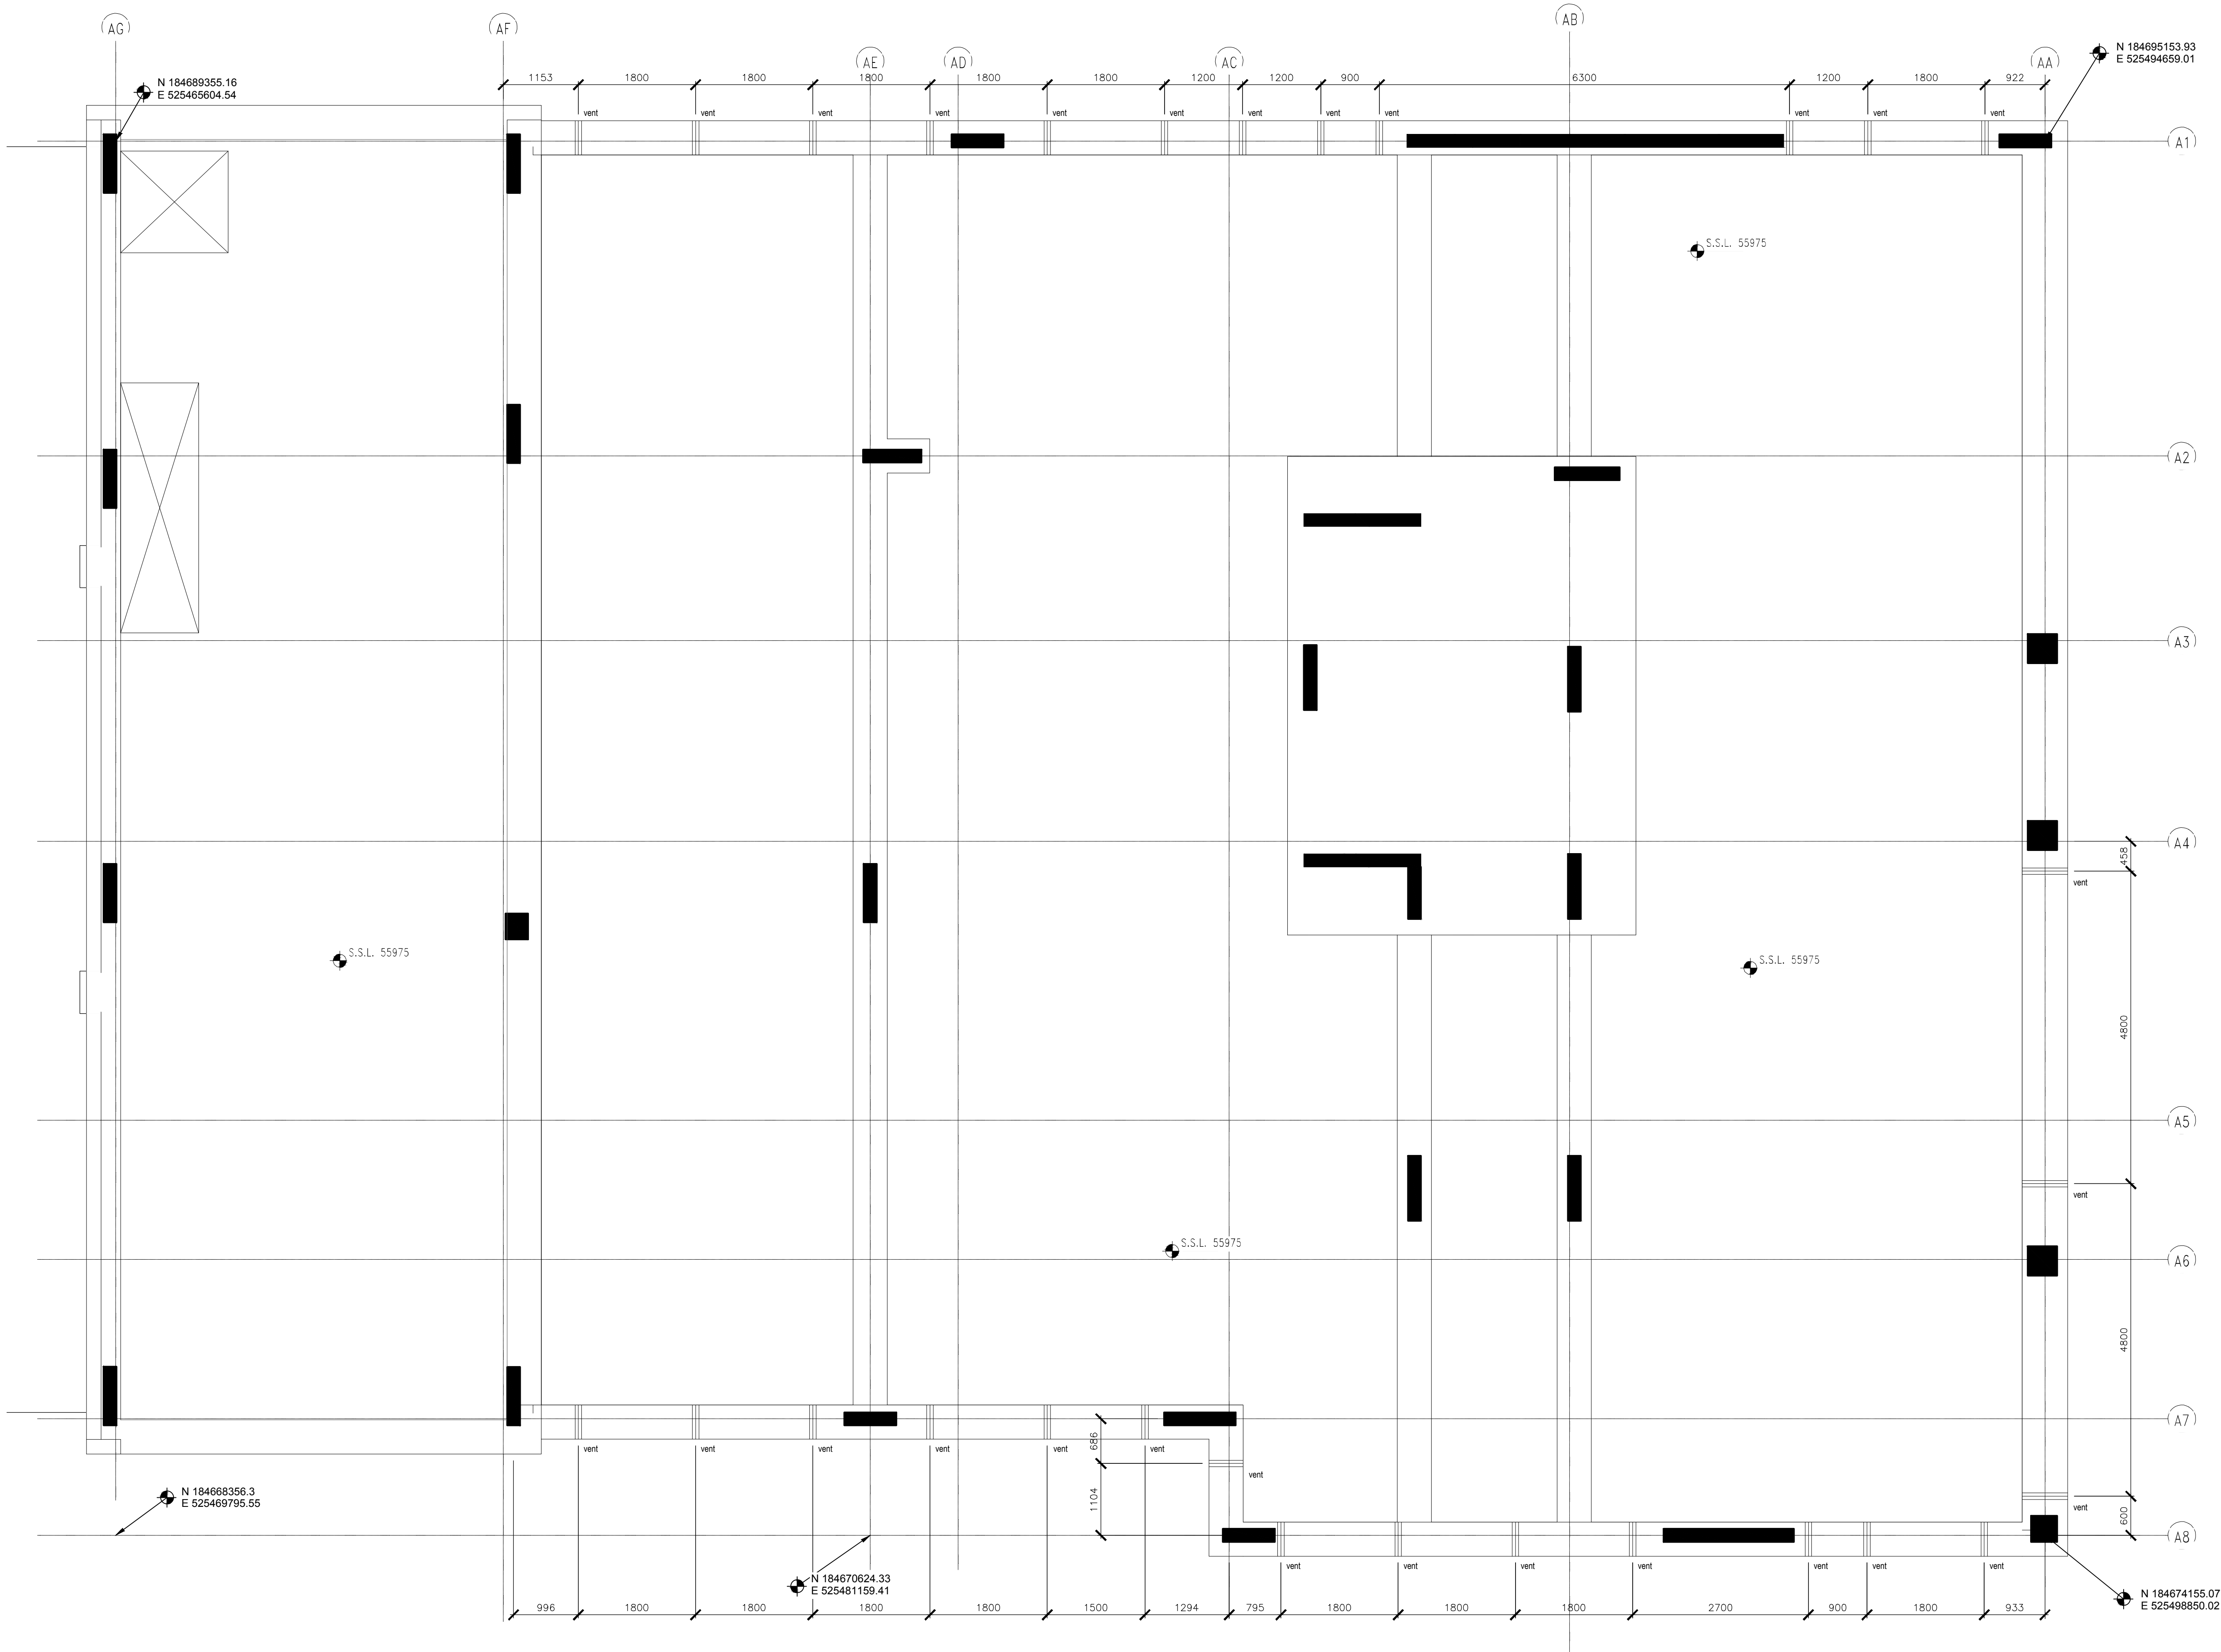 AG
AF
AE
AD
AC
AB
AA
N 184689355.16
E 525465604.54
N 184695153.93
E 525494659.01
1153
1800
1800
1800
1800
1800
1200
1200
900
6300
1200
1800
922
vent
vent
vent
vent
vent
vent
vent
vent
vent
vent
vent
vent
A1
S.S.L. 55975
A2
A3
A4
458
vent
S.S.L. 55975
S.S.L. 55975
4800
A5
vent
S.S.L. 55975
A6
4800
A7
686
vent
vent
vent
vent
vent
vent
vent
1104
N 184668356.3
E 525469795.55
vent
600
A8
vent
vent
vent
vent
vent
vent
vent
N 184670624.33
E 525481159.41
N 184674155.07
E 525498850.02
996
1800
1800
1800
1800
1500
1294
795
1800
1800
1800
2700
900
1800
933